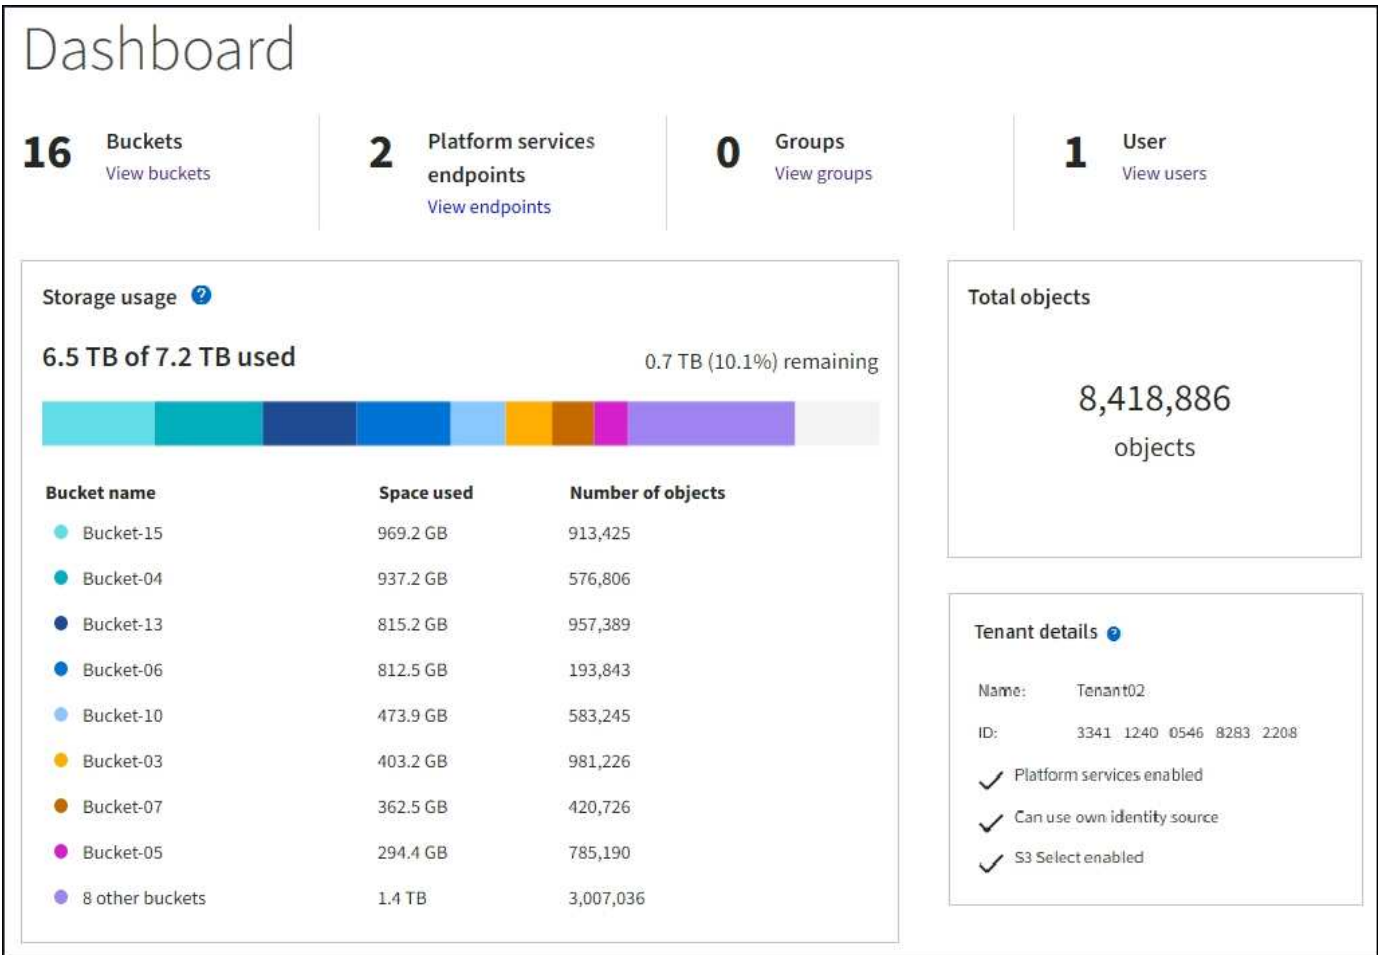 Dashboard
16 Buckets
View buckets
2 Platform services
endpoints
View endpoints
0 Groups
View groups
1 User
View users
Storage usage ?
6.5 TB of 7.2 TB used
0.7 TB (10.1%) remaining
Bucket name Space used Number of objects
Bucket-15 969.2 GB 913,425
Bucket-04 937.2 GB 576,806
Bucket-13 815.2 GB 957,389
Bucket-06 812.5 GB 193,843
Bucket-10 473.9 GB 583,245
Bucket-03 403.2 GB 981,226
Bucket-07 362.5 GB 420,726
Bucket-05 294.4 GB 785,190
8 other buckets 1.4 TB 3,007,036
Total objects
8,418,886
objects
Tenant details ?
Name: Tenant02
ID: 3341 1240 0546 8283 2208
Platform services enabled
Can use own identity source
S3 Select enabled